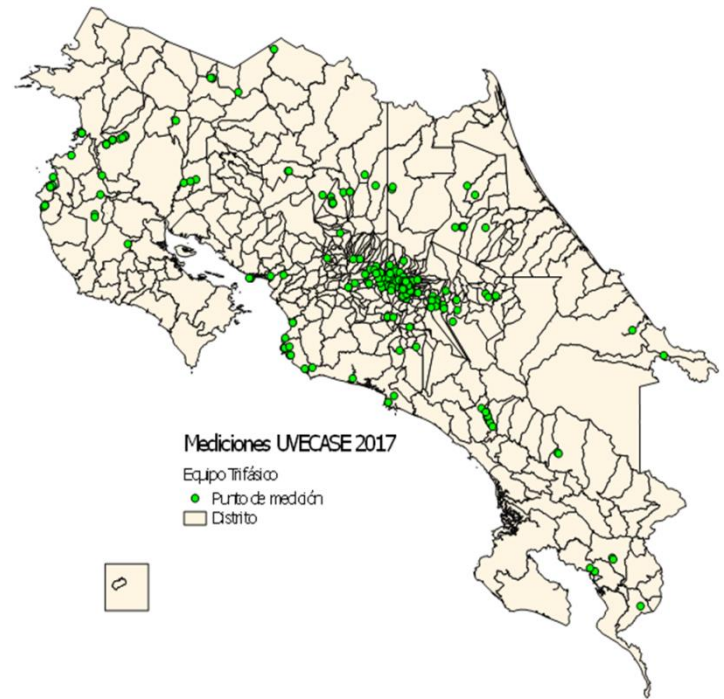 Mediciones UVECASE 2017
Equipo Trifásico
Punto de medición
Distrito